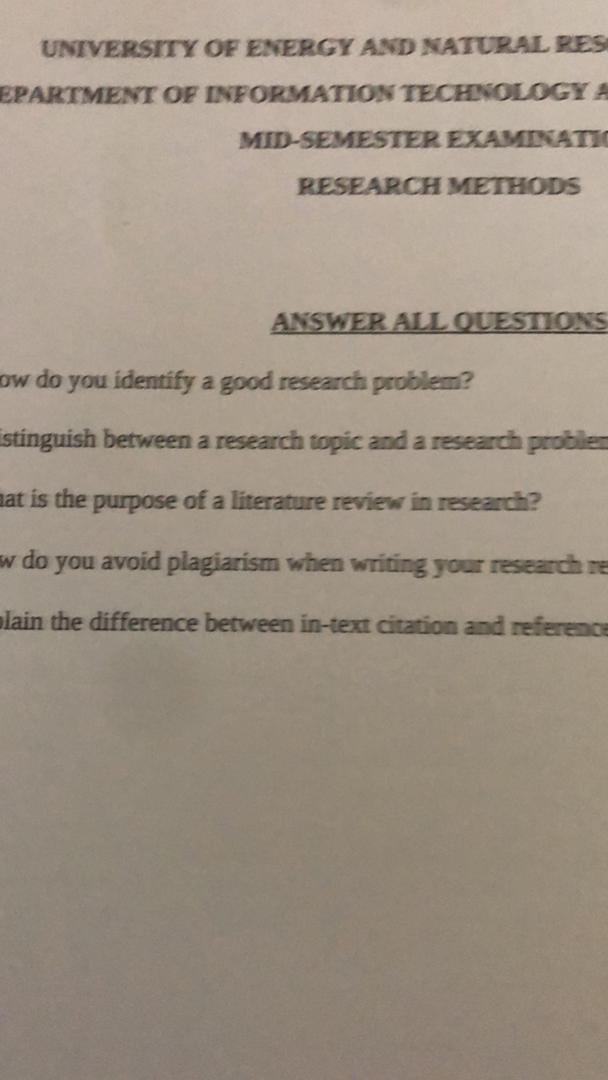 UNIVERSITY OF ENERGY AND NATURAL RES
EPARTMENT OF INFORMATION TECHNOLOGY A
MID-SEMESTER EXAMINATI
RESEARCH METHODS
ANSWER ALL QUESTIONS
ow do you identify a good research problem?
istinguish between a research topic and a research problem
hat is the purpose of a literature review in research?
w do you avoid plagiarism when writing your research re
plain the difference between in-text citation and reference